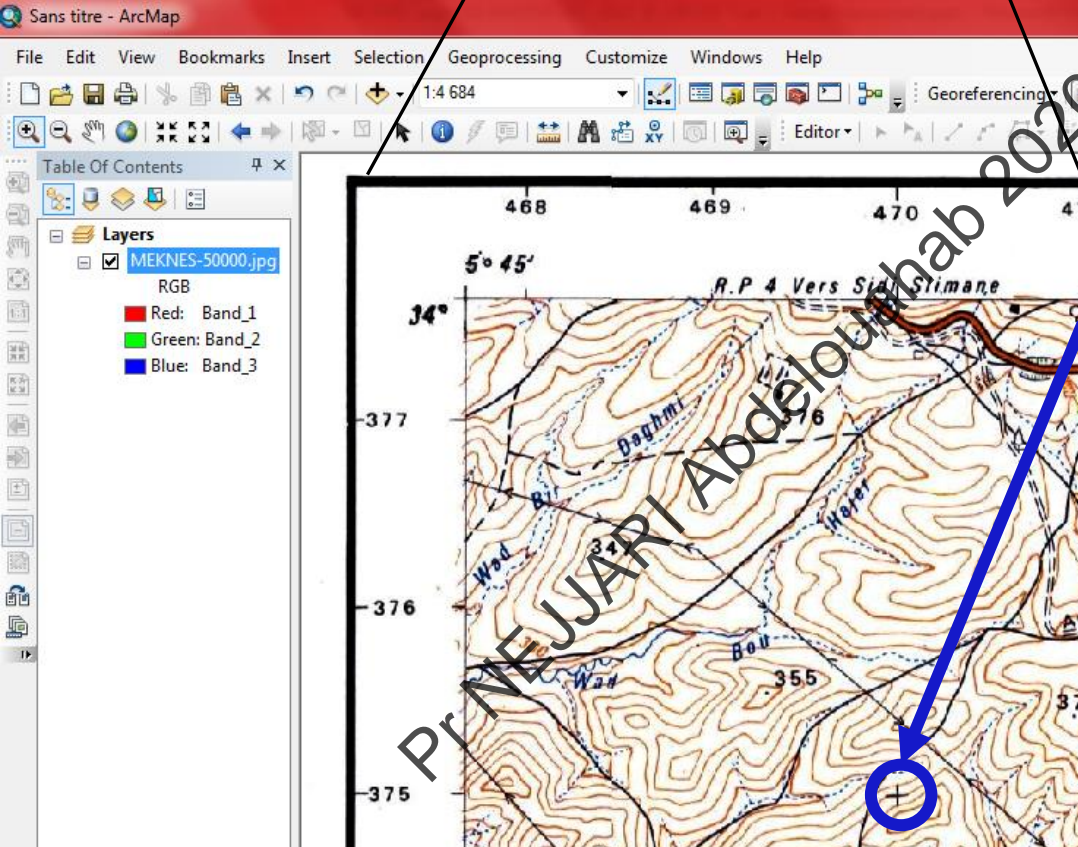 Sans titre - ArcMap
File Edit View Bookmarks Insert Selection Geoprocessing Customize Windows Help
1:4 684
Georeferencing
Editor
Table Of Contents
Layers
MEKNES-50000.jpg
RGB
Red: Band_1
Green: Band_2
Blue: Band_3
468 469 470
5° 45'
R.P 4 Vers Sidi Slimane
34°
377
376
Daghmi
Bir
Harer
Wad
376
Bou
Wad
355
375
Pr NEJJARI Abdelouahab